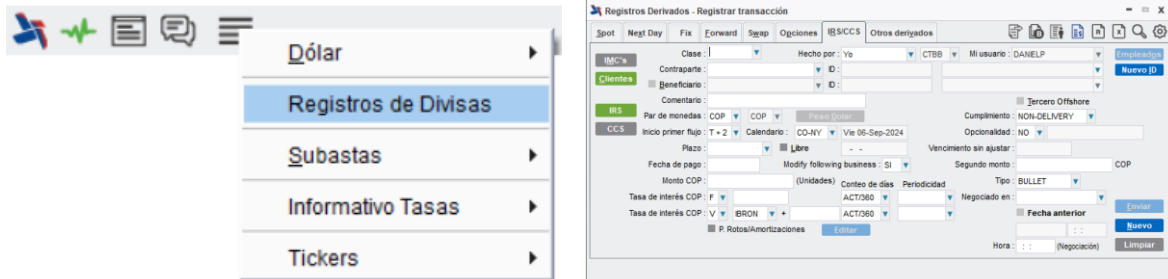 Dólar
Registros de Divisas
Subastas
Informativo Tasas
Tickers
Registros Derivados - Registrar transacción
Spot Next Day Fix Forward Swap Opciones IRS/CCS Otros derivados
Clase : Hecho por : Yo CTBB Mi usuario : DANIELP Empleados
IMC's
Contraparte : ID : Nuevo ID
Clientes
Beneficiario : ID :
Comentario : Tercero Offshore
IRS
Par de monedas : COP COP Peso Dolar Cumplimiento : NON-DELIVERY
CCS
Inicio primer flujo : T + 2 Calendario : CO-NY Vie 06-Sep-2024 Opcionalidad : NO
Plazo : Libre - - Vencimiento sin ajustar :
Fecha de pago : Modify following business : SI Segundo monto : COP
Monto COP : (Unidades) Conteo de días Periodicidad Tipo : BULLET
Tasa de interés COP : F ACT/360 Negociado en :
Enviar
Tasa de interés COP : V IBRON + ACT/360 Fecha anterior
P. Rotos/Amortizaciones Editar : : Nuevo
Hora : : : (Negociación) Limpiar